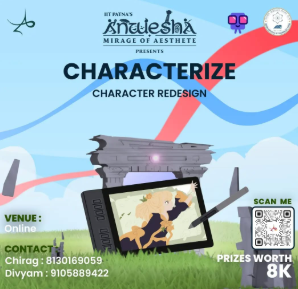 IIT PATNA'S
Anwesha
MIRAGE OF AESTHETE
PRESENTS
CHARACTERIZE
CHARACTER REDESIGN
VENUE :
Online
CONTACT
Chirag : 8130169059
Divyam : 9105889422
SCAN ME
PRIZES WORTH
8K